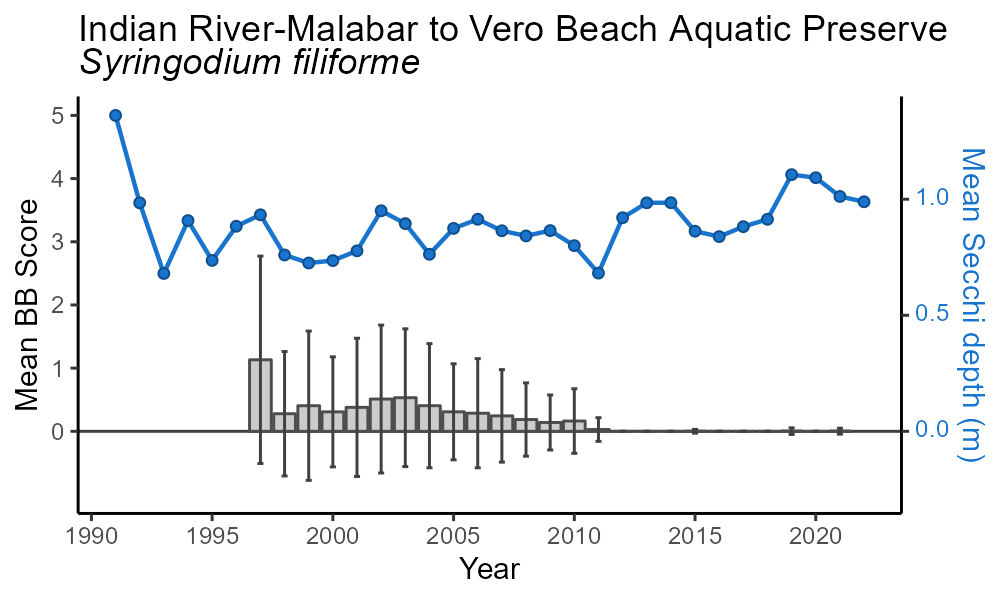 Indian River-Malabar to Vero Beach Aquatic Preserve
Syringodium filiforme
Mean BB Score
5
4
3
2
1
0
1.0
0.5
0.0
Mean Secchi depth (m)
1990 1995 2000 2005 2010 2015 2020
Year